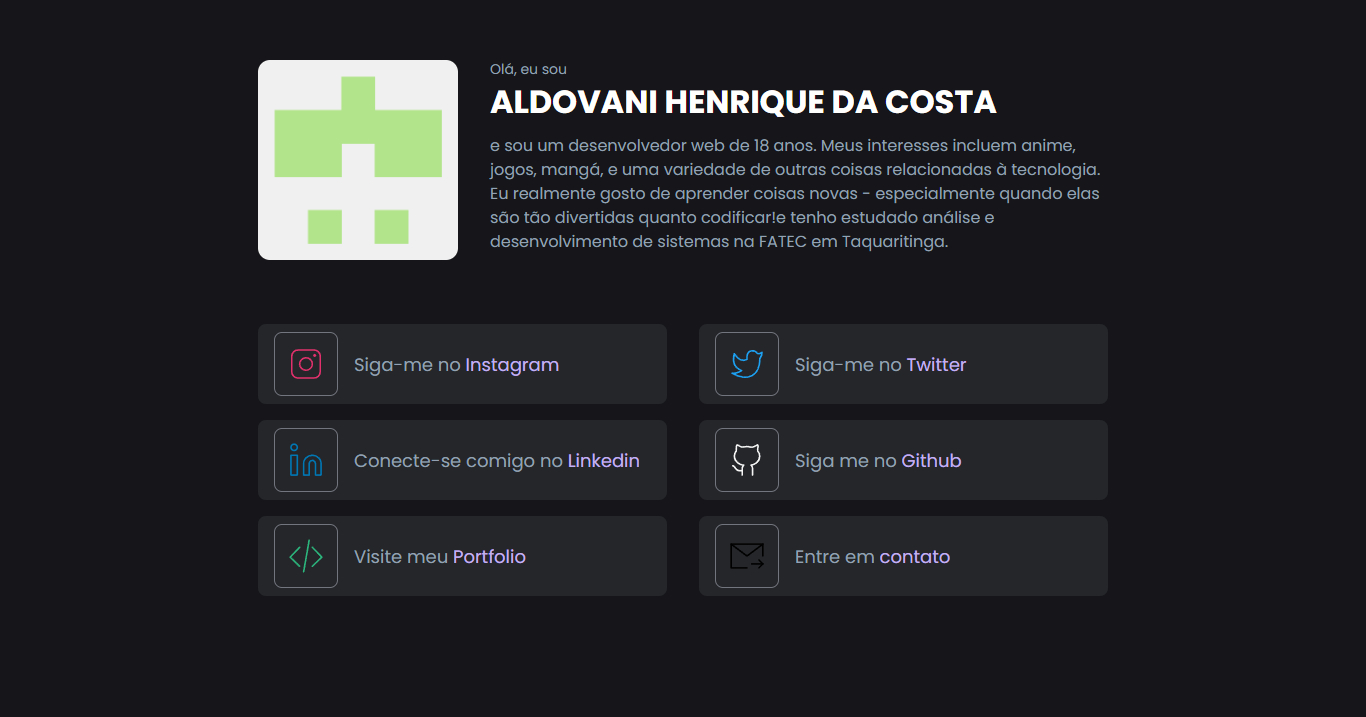 Olá, eu sou
ALDOVANI HENRIQUE DA COSTA
e sou um desenvolvedor web de 18 anos. Meus interesses incluem anime,
jogos, mangá, e uma variedade de outras coisas relacionadas à tecnologia.
Eu realmente gosto de aprender coisas novas - especialmente quando elas
são tão divertidas quanto codificar!e tenho estudado análise e
desenvolvimento de sistemas na FATEC em Taquaritinga.
Siga-me no Instagram
Siga-me no Twitter
Conecte-se comigo no Linkedin
Siga me no Github
Visite meu Portfolio
Entre em contato